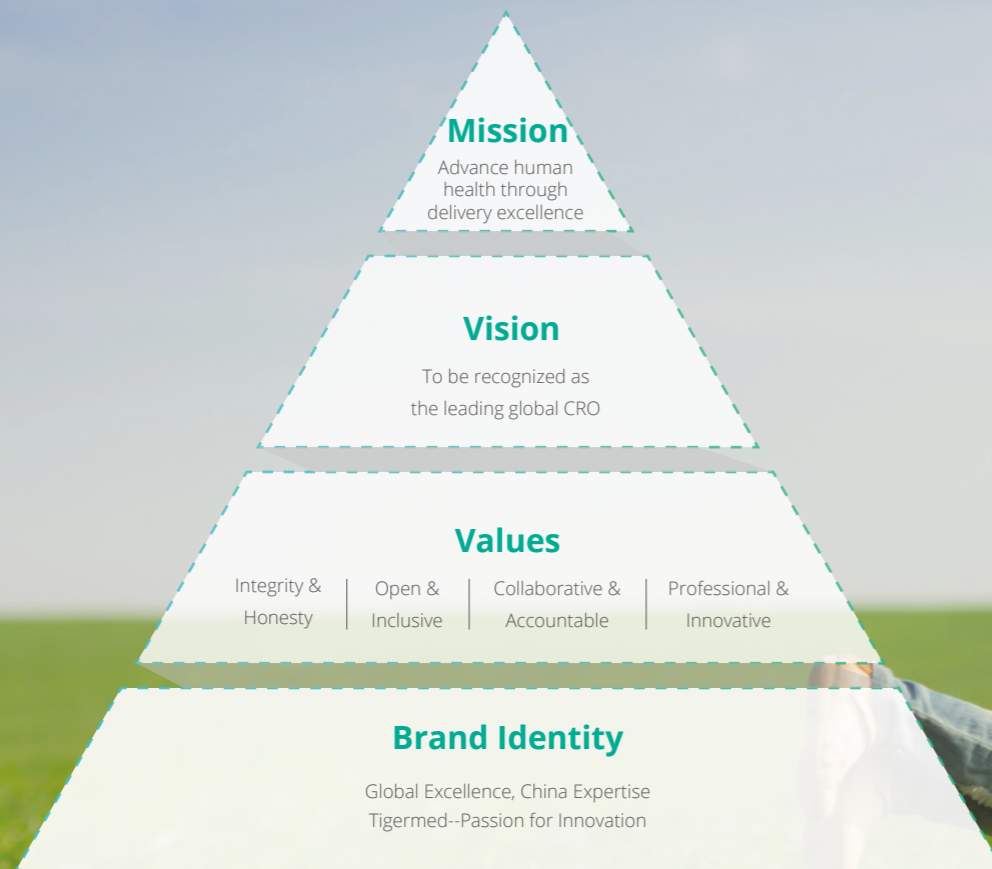 Mission
Advance human
health through
delivery excellence
Vision
To be recognized as
the leading global CRO
Values
Integrity &
Honesty
Open &
Inclusive
Collaborative &
Accountable
Professional &
Innovative
Brand Identity
Global Excellence, China Expertise
Tigermed--Passion for Innovation